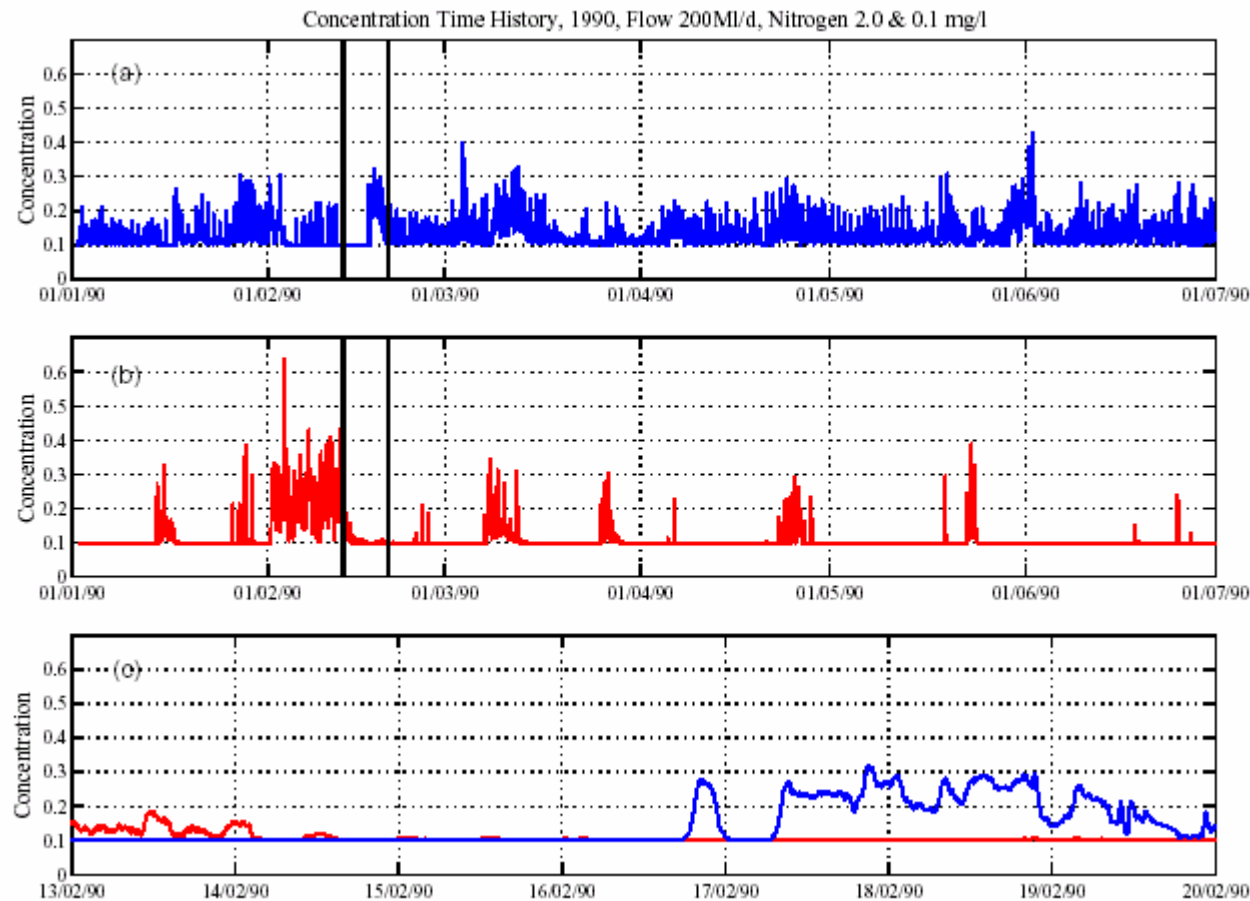 Concentration Time History, 1990, Flow 200Ml/d, Nitrogen 2.0 & 0.1 mg/l
(a)
Concentration
0.6
0.5
0.4
0.3
0.2
0.1
0
01/01/90 01/02/90 01/03/90 01/04/90 01/05/90 01/06/90 01/07/90
(b)
Concentration
0.6
0.5
0.4
0.3
0.2
0.1
0
01/01/90 01/02/90 01/03/90 01/04/90 01/05/90 01/06/90 01/07/90
(c)
Concentration
0.6
0.5
0.4
0.3
0.2
0.1
0
13/02/90 14/02/90 15/02/90 16/02/90 17/02/90 18/02/90 19/02/90 20/02/90